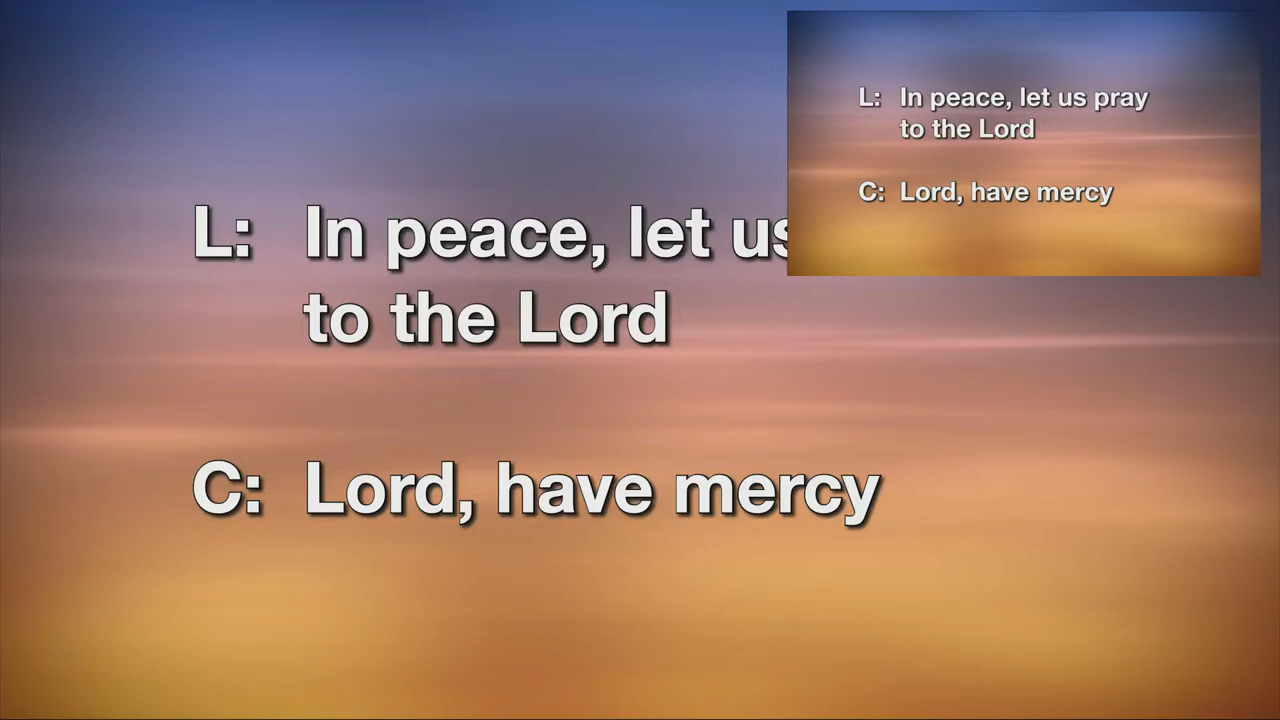 L: In peace, let us
to the Lord
C: Lord, have mercy
L: In peace, let us pray
to the Lord
C: Lord, have mercy